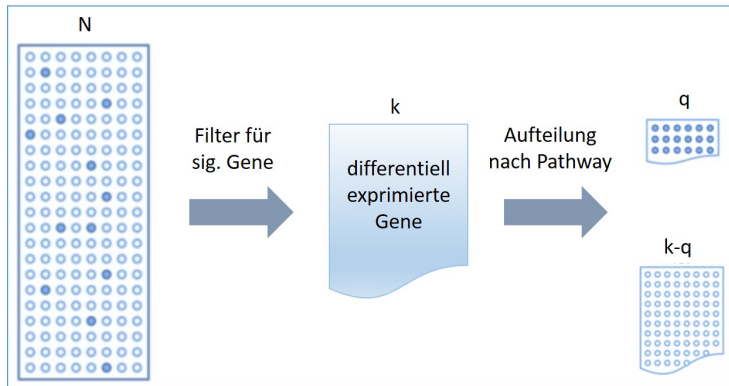 N
Filter für
sig. Gene
k
differentiell
exprimierte
Gene
Aufteilung
nach Pathway
q
k-q